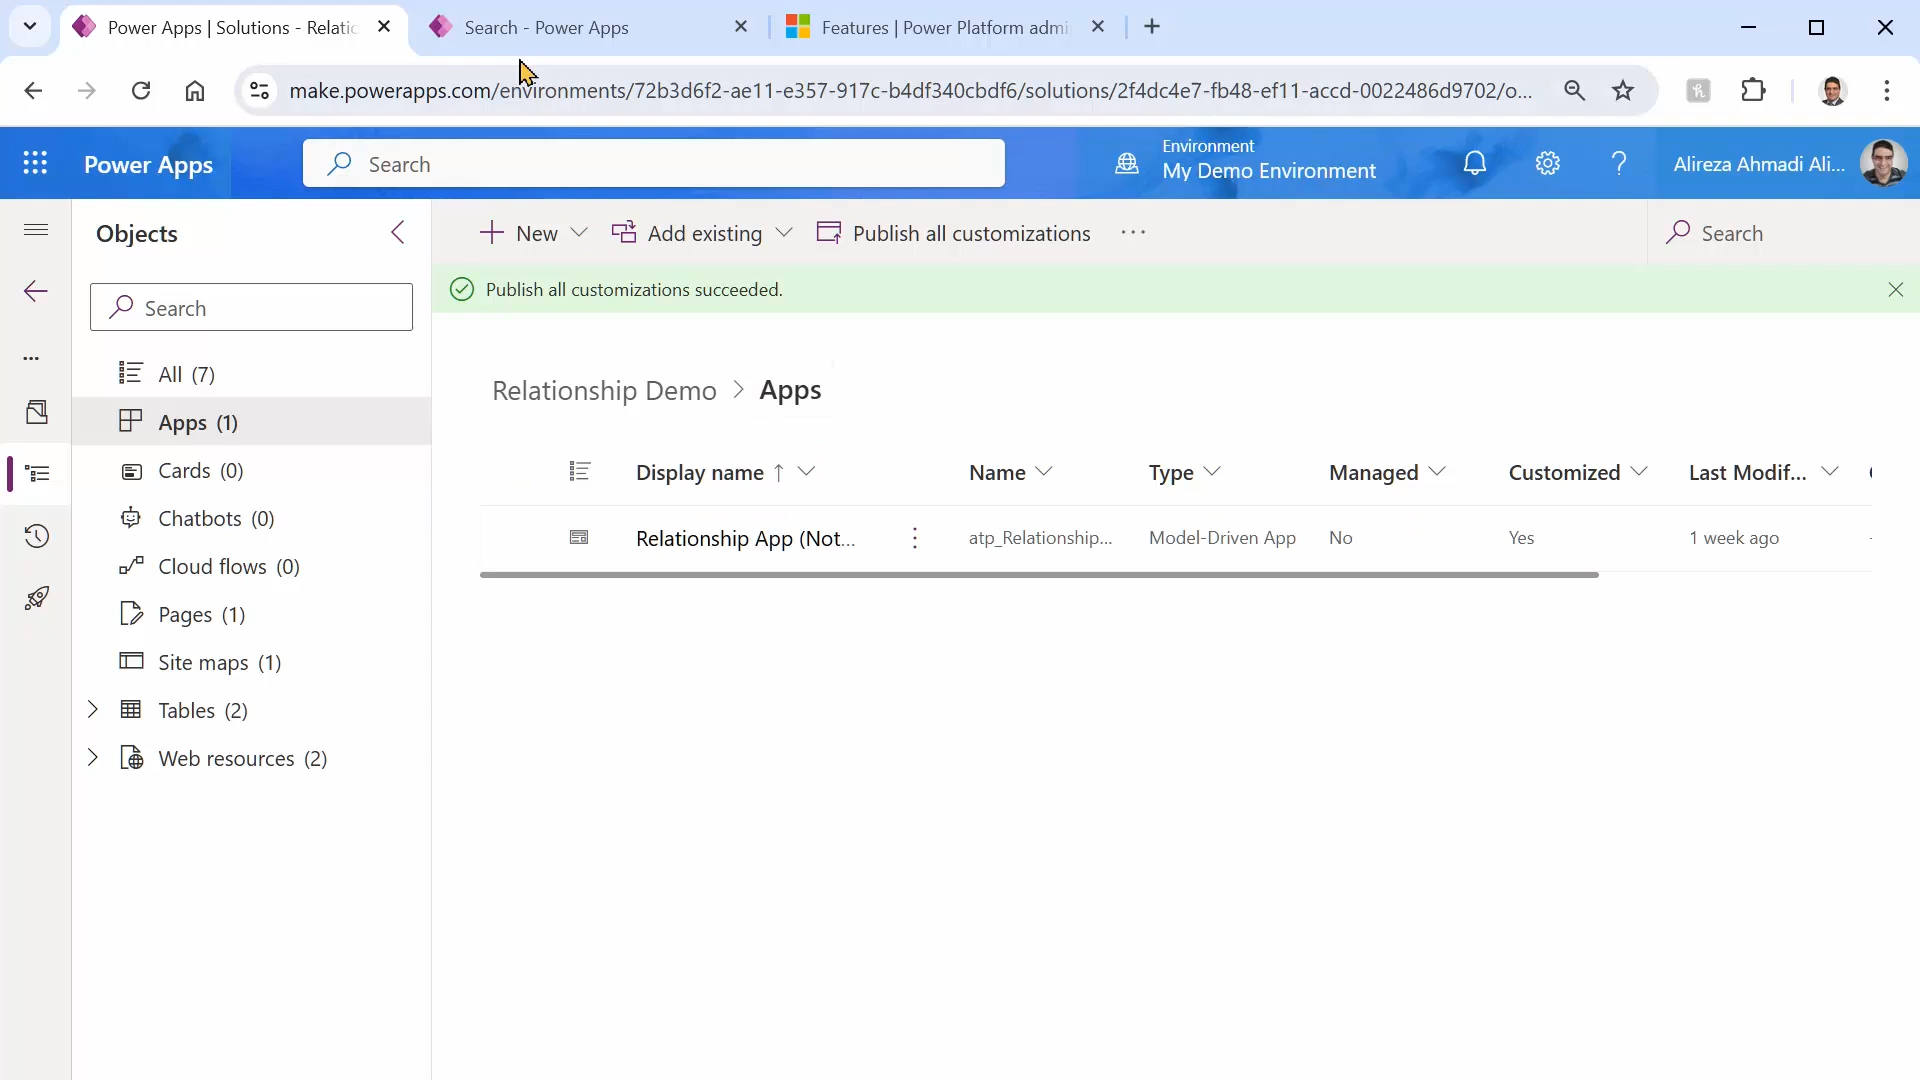 Power Apps | Solutions - Relatic
Search - Power Apps
Features | Power Platform admi
make.powerapps.com/environments/72b3d6f2-ae11-e357-917c-b4df340cbdf6/solutions/2f4dc4e7-fb48-ef11-accd-0022486d9702/o...
Power Apps
Search
Environment
My Demo Environment
Alireza Ahmadi Ali...
Objects
New
Add existing
Publish all customizations
Search
Publish all customizations succeeded.
Search
All (7)
Apps (1)
Cards (0)
Chatbots (0)
Cloud flows (0)
Pages (1)
Site maps (1)
Tables (2)
Web resources (2)
Relationship Demo > Apps
Display name ↑ Name Type Managed Customized Last Modif...
Relationship App (Not... atp_Relationship... Model-Driven App No Yes 1 week ago